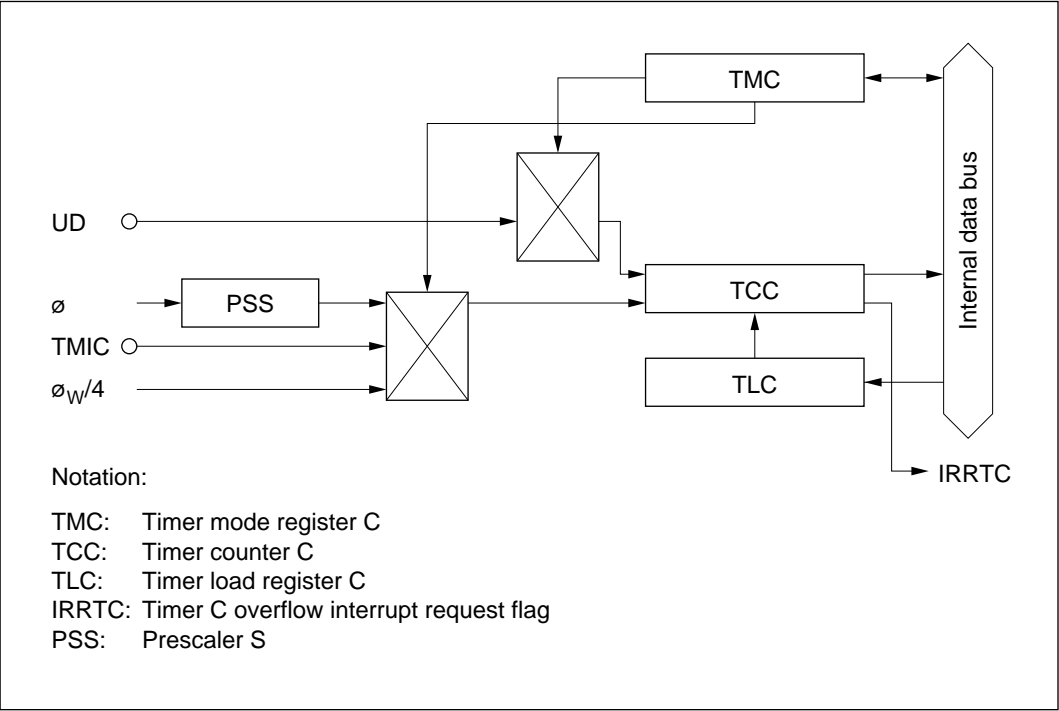 TMC
UD
TCC
ø
PSS
TMIC
øW/4
TLC
Internal data bus
IRRTC
Notation:
TMC: Timer mode register C
TCC: Timer counter C
TLC: Timer load register C
IRRTC: Timer C overflow interrupt request flag
PSS: Prescaler S